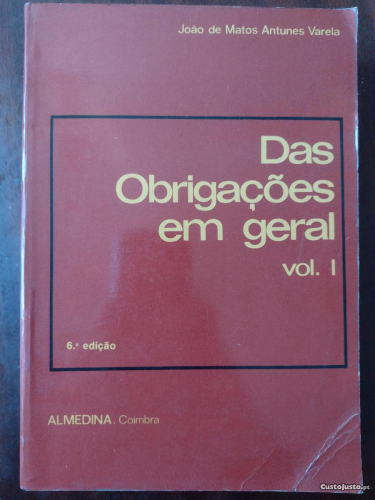 João de Matos Antunes Varela
Das
Obrigações
em geral
vol. I
6.ª edição
ALMEDINA. Coimbra
CustoJusto.pt